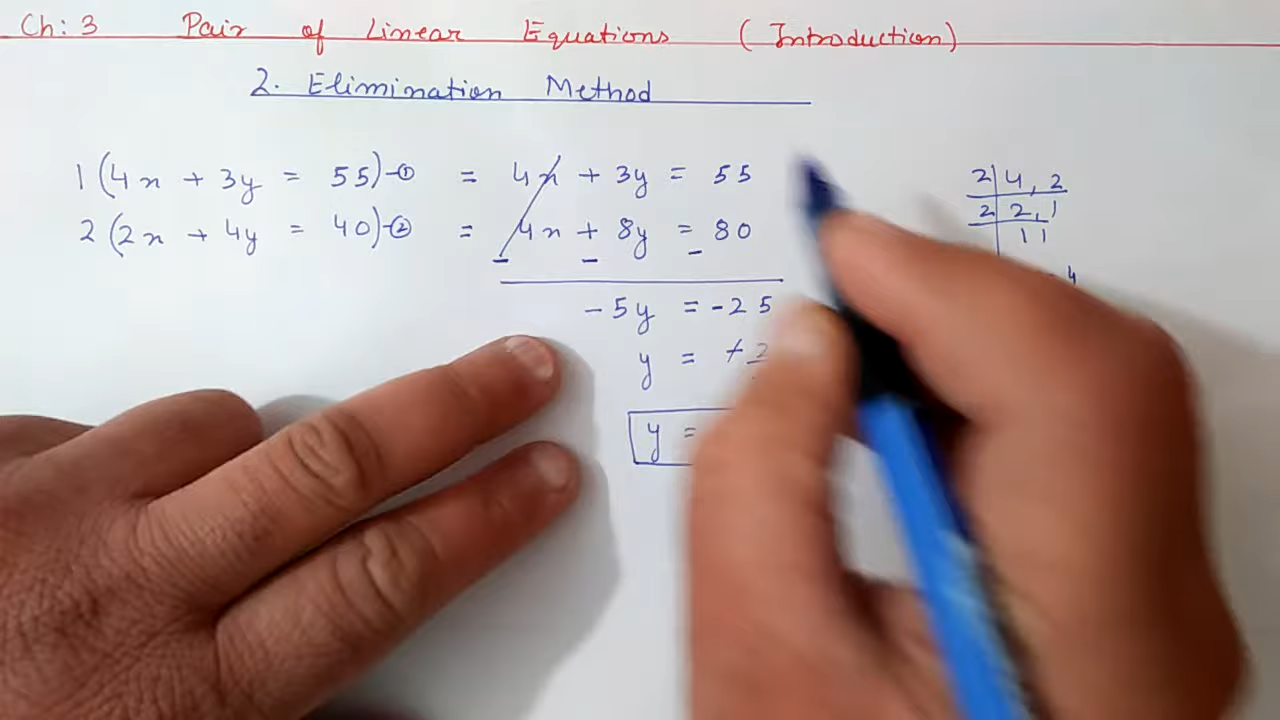 Ch: 3 Pair of Linear Equations (Introduction)
2. Elimination Method
1(4x + 3y = 55)-① = 4x + 3y = 55
2(2x + 4y = 40)-② = 4x + 8y = 80
- - -
-5y = -25
y = +
y =
2 | 4, 2
2 | 2, 1
1 1
4